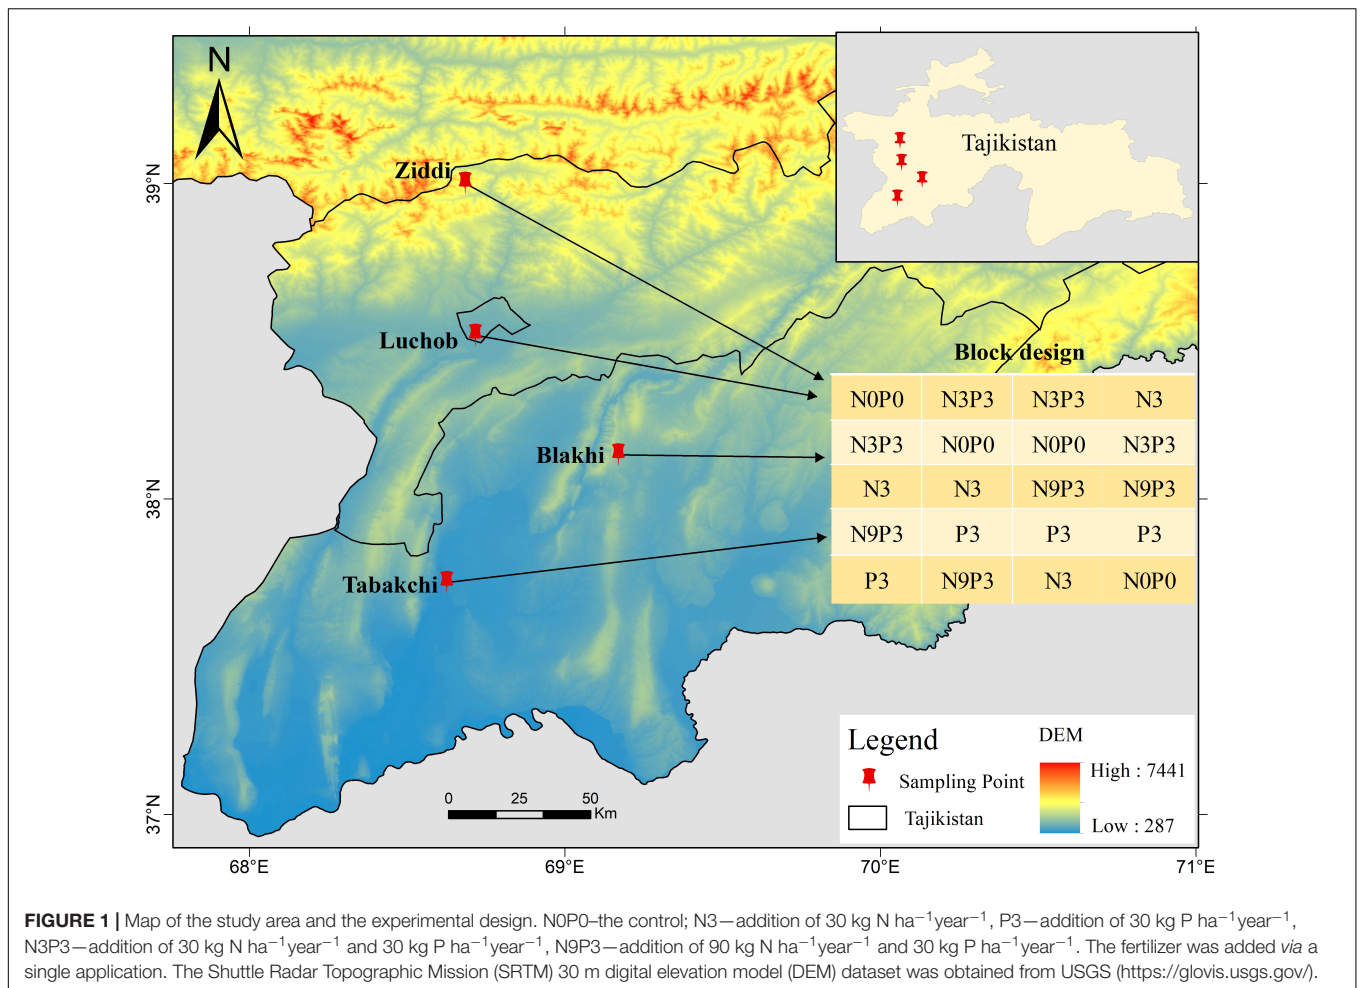 N
Tajikistan
Ziddi
39°N
Luchob
Block design
N0P0 N3P3 N3P3 N3
N3P3 N0P0 N0P0 N3P3
Blakhi
N3 N3 N9P3 N9P3
38°N
N9P3 P3 P3 P3
Tabakchi
P3 N9P3 N3 N0P0
Legend
DEM
Sampling Point
High : 7441
Tajikistan
Low : 287
0 25 50
Km
37°N
68°E 69°E 70°E 71°E
FIGURE 1 | Map of the study area and the experimental design. N0P0–the control; N3—addition of 30 kg N ha−1year−1, P3—addition of 30 kg P ha−1year−1,
N3P3—addition of 30 kg N ha−1year−1 and 30 kg P ha−1year−1, N9P3—addition of 90 kg N ha−1year−1 and 30 kg P ha−1year−1. The fertilizer was added via a
single application. The Shuttle Radar Topographic Mission (SRTM) 30 m digital elevation model (DEM) dataset was obtained from USGS (https://glovis.usgs.gov/).